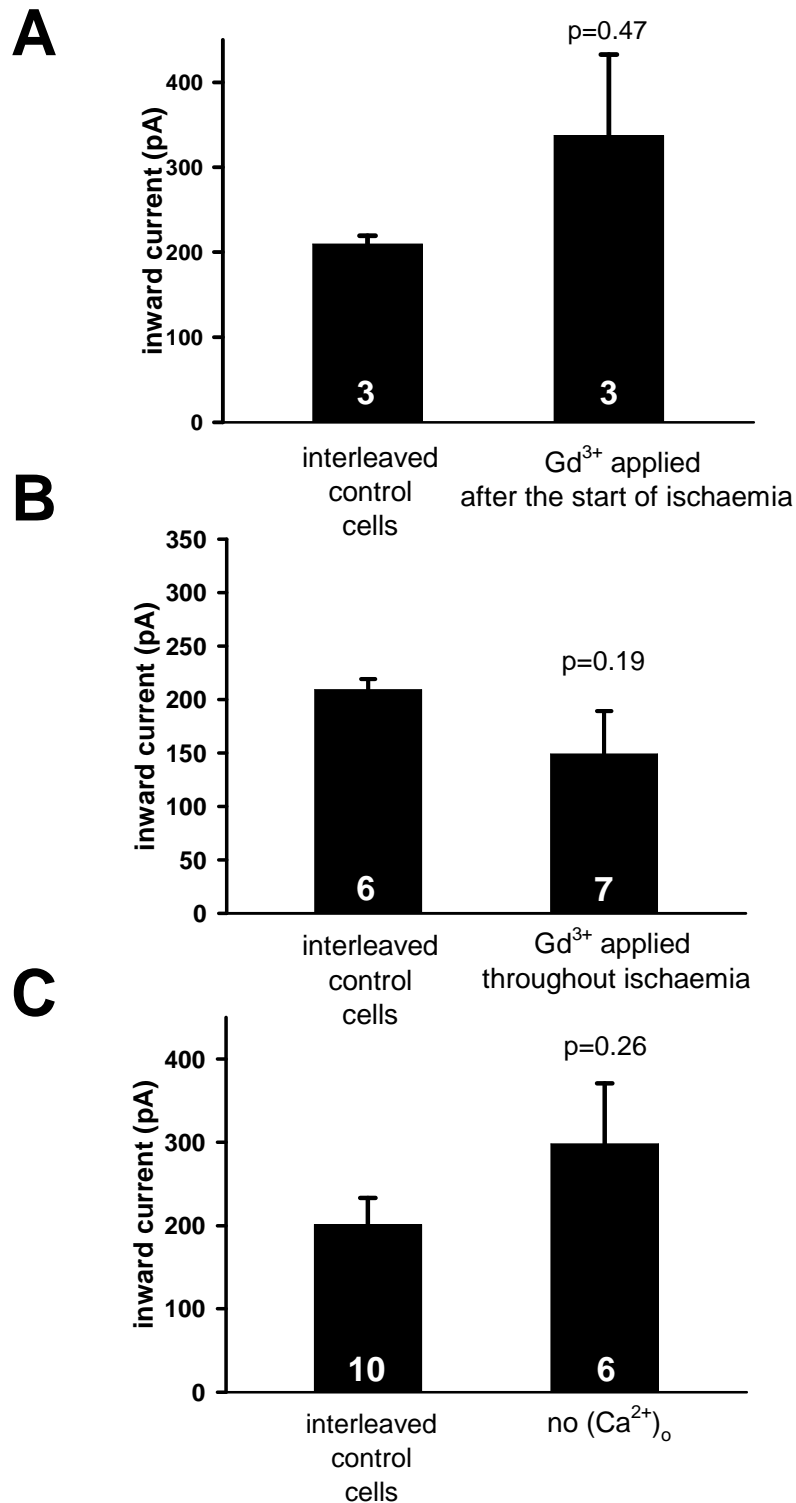 A
p=0.47
inward current (pA)
400
300
200
100
0
3
3
interleaved
control
cells
Gd³⁺ applied
after the start of ischaemia
B
p=0.19
inward current (pA)
350
300
250
200
150
100
50
0
6
7
interleaved
control
cells
Gd³⁺ applied
throughout ischaemia
C
p=0.26
inward current (pA)
400
300
200
100
0
10
6
interleaved
control
cells
no (Ca²⁺)ₒ